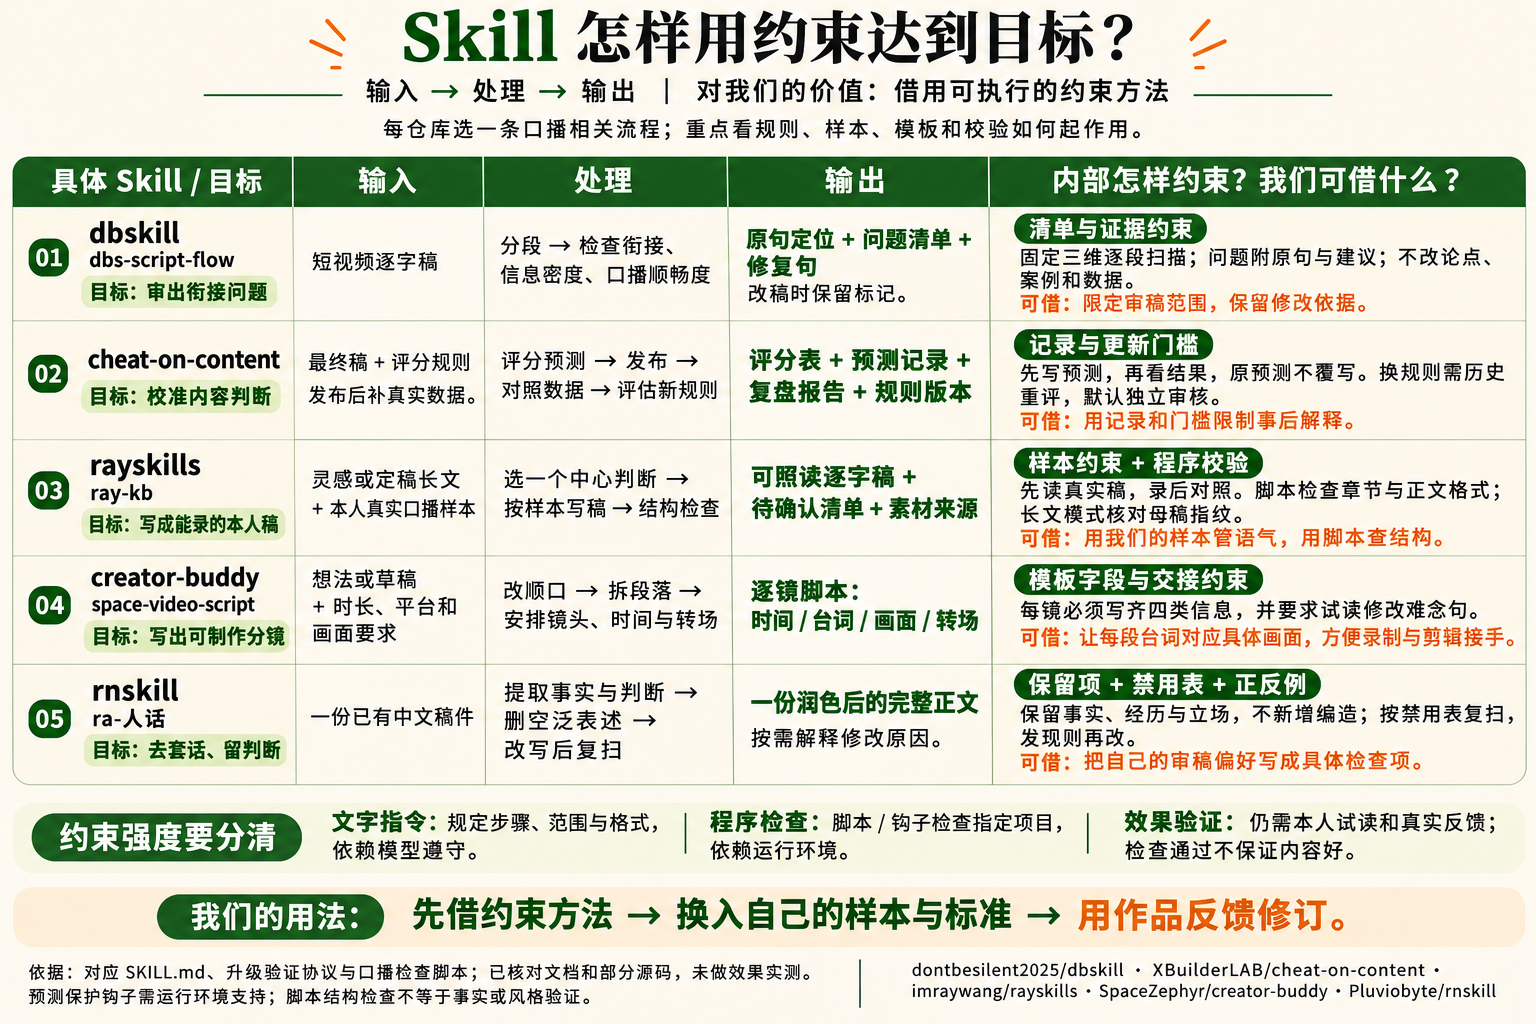 Skill 怎样用约束达到目标？
输入 → 处理 → 输出 ｜ 对我们的价值：借用可执行的约束方法
每仓库选一条口播相关流程；重点看规则、样本、模板和校验如何起作用。
具体 Skill / 目标
输入
处理
输出
内部怎样约束？我们可借什么？
01
dbskill
dbs-script-flow
目标：审出衔接问题
短视频逐字稿
分段 → 检查衔接、
信息密度、口播顺畅度
原句定位 + 问题清单 +
修复句
改稿时保留标记。
清单与证据约束
固定三维逐段扫描；问题附原句与建议；不改论点、
案例和数据。
可借：限定审稿范围，保留修改依据。
02
cheat-on-content
目标：校准内容判断
最终稿 + 评分规则
发布后补真实数据。
评分预测 → 发布 →
对照数据 → 评估新规则
评分表 + 预测记录 +
复盘报告 + 规则版本
记录与更新门槛
先写预测，再看结果，原预测不覆写。换规则需历史
重评，默认独立审核。
可借：用记录和门槛限制事后解释。
03
rayskills
ray-kb
目标：写成能录的本人稿
灵感或定稿长文
+ 本人真实口播样本
选一个中心判断 →
按样本写稿 → 结构检查
可照读逐字稿 +
待确认清单 + 素材来源
样本约束 + 程序校验
先读真实稿，录后对照。脚本检查章节与正文格式；
长文模式核对母稿指纹。
可借：用我们的样本管语气，用脚本查结构。
04
creator-buddy
space-video-script
目标：写出可制作分镜
想法或草稿
+ 时长、平台和
画面要求
改顺口 → 拆段落 →
安排镜头、时间与转场
逐镜脚本：
时间 / 台词 / 画面 / 转场
模板字段与交接约束
每镜必须写齐四类信息，并要求试读修改难念句。
可借：让每段台词对应具体画面，方便录制与剪辑接手。
05
rnskill
ra-人话
目标：去套话、留判断
一份已有中文稿件
提取事实与判断 →
删空泛表述 →
改写后复扫
一份润色后的完整正文
按需解释修改原因。
保留项 + 禁用表 + 正反例
保留事实、经历与立场，不新增编造；按禁用表复扫，
发现则再改。
可借：把自己的审稿偏好写成具体检查项。
约束强度要分清
文字指令：规定步骤、范围与格式，
依赖模型遵守。
程序检查：脚本 / 钩子检查指定项目，
依赖运行环境。
效果验证：仍需本人试读和真实反馈；
检查通过不保证内容好。
我们的用法：
先借约束方法 → 换入自己的样本与标准 → 用作品反馈修订。
依据：对应 SKILL.md、升级验证协议与口播检查脚本；已核对文档和部分源码，未做效果实测。
预测保护钩子需运行环境支持；脚本结构检查不等于事实或风格验证。
dontbesilent2025/dbskill · XBuilderLAB/cheat-on-content ·
imraywang/rayskills · SpaceZephyr/creator-buddy · Pluviobyte/rnskill